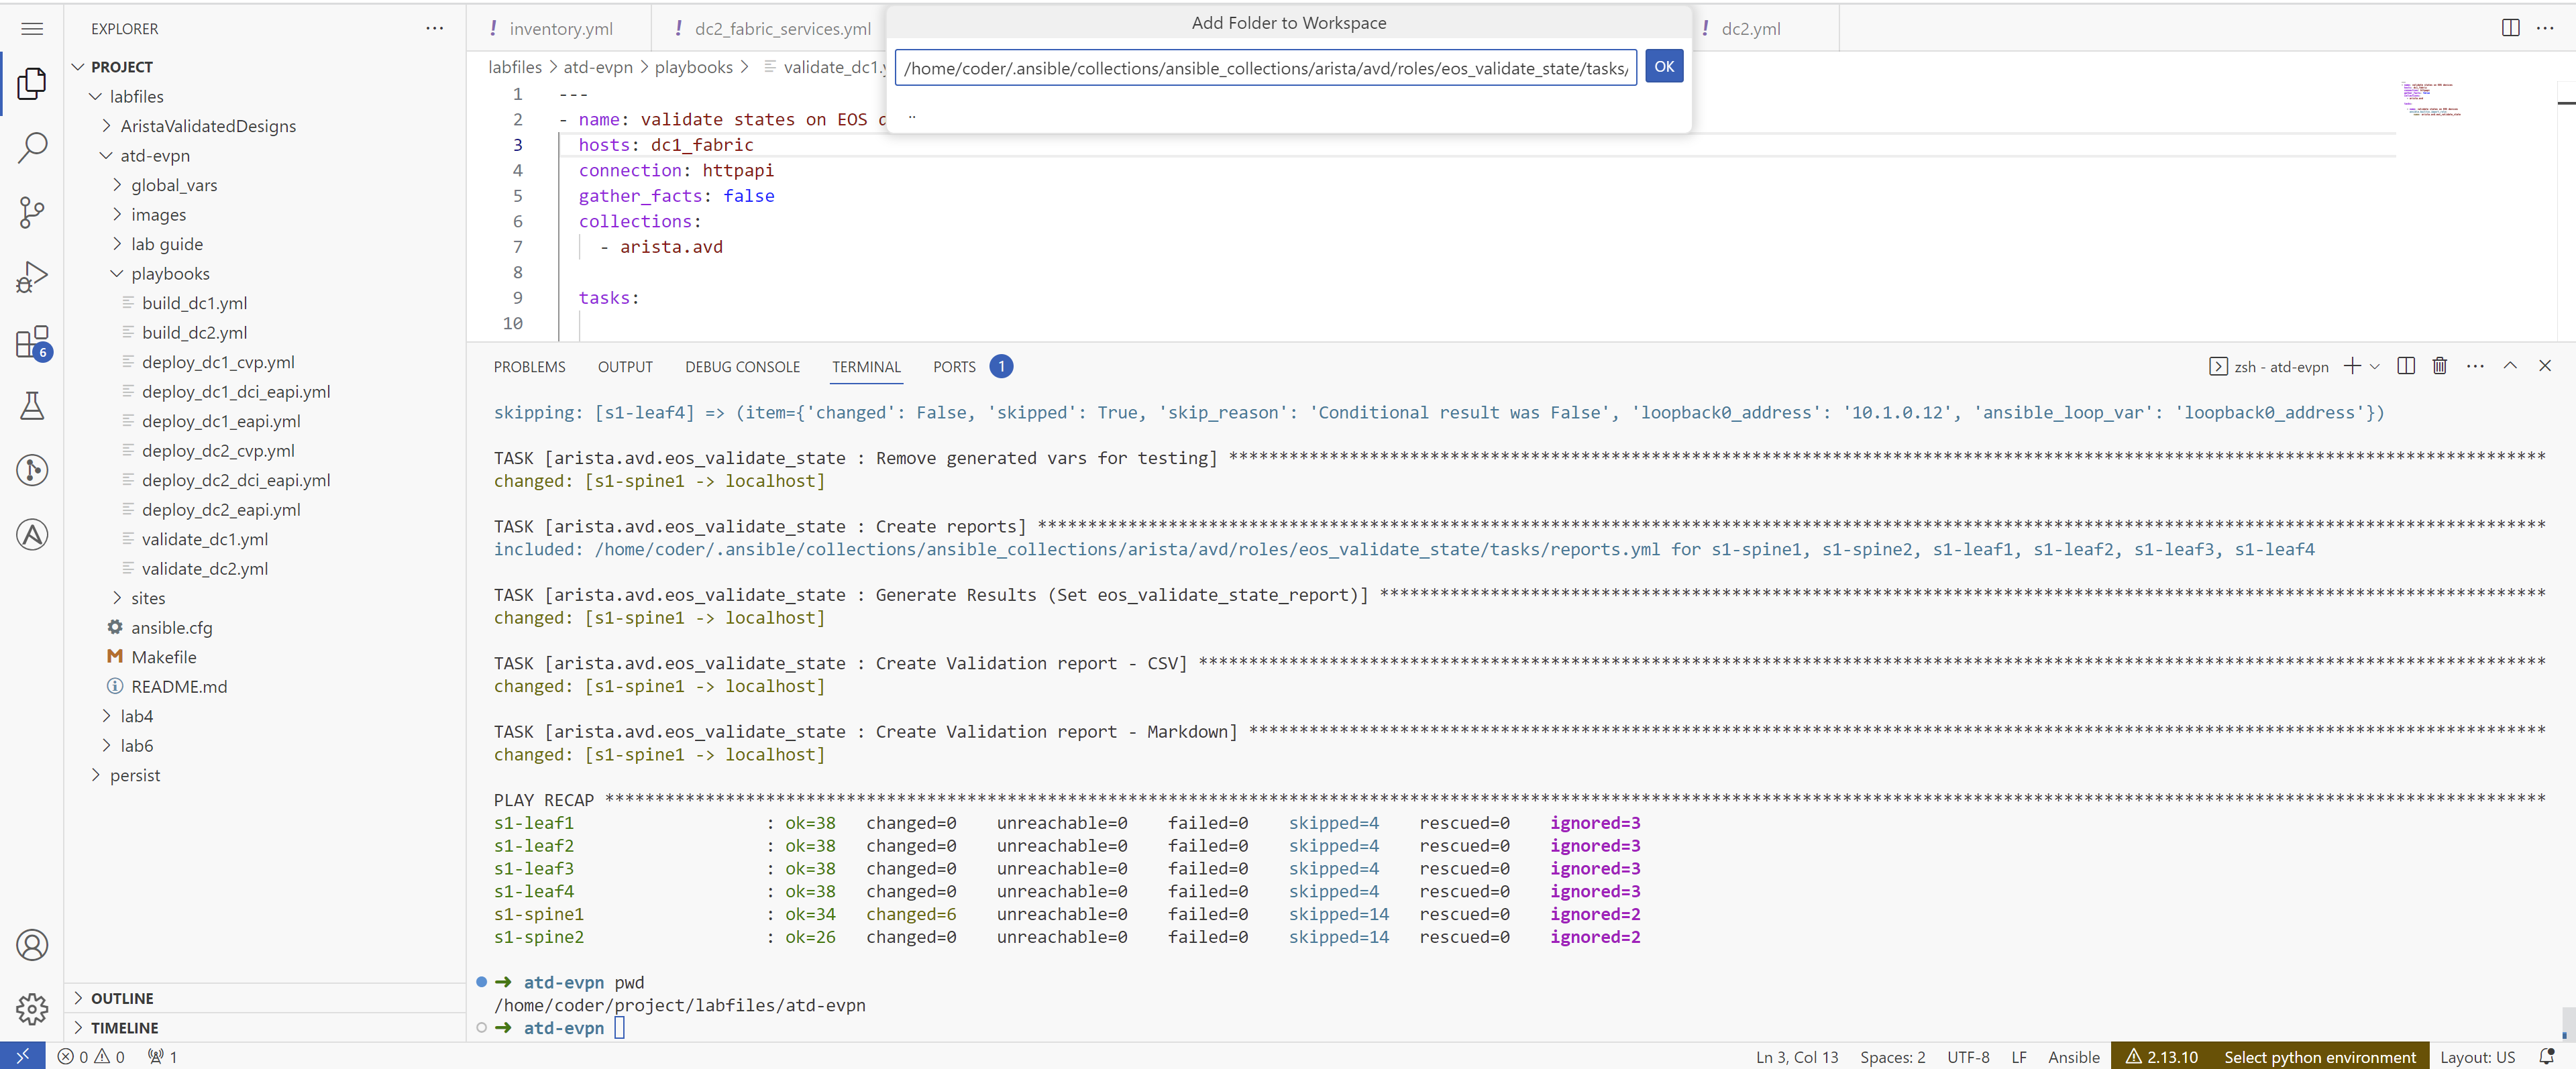 EXPLORER
PROJECT
labfiles
AristaValidatedDesigns
atd-evpn
global_vars
images
lab guide
playbooks
build_dc1.yml
build_dc2.yml
deploy_dc1_cvp.yml
deploy_dc1_dci_eapi.yml
deploy_dc1_eapi.yml
deploy_dc2_cvp.yml
deploy_dc2_dci_eapi.yml
deploy_dc2_eapi.yml
validate_dc1.yml
validate_dc2.yml
sites
ansible.cfg
Makefile
README.md
lab4
lab6
persist
OUTLINE
TIMELINE
6
! inventory.yml
! dc2_fabric_services.yml
! dc2.yml
Add Folder to Workspace
/home/coder/.ansible/collections/ansible_collections/arista/avd/roles/eos_validate_state/tasks/
OK
..
labfiles > atd-evpn > playbooks > validate_dc1.y
1 ---
2 - name: validate states on EOS d
3 hosts: dc1_fabric
4 connection: httpapi
5 gather_facts: false
6 collections:
7 - arista.avd
8
9 tasks:
10
PROBLEMS OUTPUT DEBUG CONSOLE TERMINAL PORTS 1
zsh - atd-evpn
skipping: [s1-leaf4] => (item={'changed': False, 'skipped': True, 'skip_reason': 'Conditional result was False', 'loopback0_address': '10.1.0.12', 'ansible_loop_var': 'loopback0_address'})
TASK [arista.avd.eos_validate_state : Remove generated vars for testing] ***
changed: [s1-spine1 -> localhost]
TASK [arista.avd.eos_validate_state : Create reports] ***
included: /home/coder/.ansible/collections/ansible_collections/arista/avd/roles/eos_validate_state/tasks/reports.yml for s1-spine1, s1-spine2, s1-leaf1, s1-leaf2, s1-leaf3, s1-leaf4
TASK [arista.avd.eos_validate_state : Generate Results (Set eos_validate_state_report)] ***
changed: [s1-spine1 -> localhost]
TASK [arista.avd.eos_validate_state : Create Validation report - CSV] ***
changed: [s1-spine1 -> localhost]
TASK [arista.avd.eos_validate_state : Create Validation report - Markdown] ***
changed: [s1-spine1 -> localhost]
PLAY RECAP ***
s1-leaf1 : ok=38 changed=0 unreachable=0 failed=0 skipped=4 rescued=0 ignored=3
s1-leaf2 : ok=38 changed=0 unreachable=0 failed=0 skipped=4 rescued=0 ignored=3
s1-leaf3 : ok=38 changed=0 unreachable=0 failed=0 skipped=4 rescued=0 ignored=3
s1-leaf4 : ok=38 changed=0 unreachable=0 failed=0 skipped=4 rescued=0 ignored=3
s1-spine1 : ok=34 changed=6 unreachable=0 failed=0 skipped=14 rescued=0 ignored=2
s1-spine2 : ok=26 changed=0 unreachable=0 failed=0 skipped=14 rescued=0 ignored=2
➜ atd-evpn pwd
/home/coder/project/labfiles/atd-evpn
➜ atd-evpn
0 0 1
Ln 3, Col 13 Spaces: 2 UTF-8 LF Ansible 2.13.10 Select python environment Layout: US